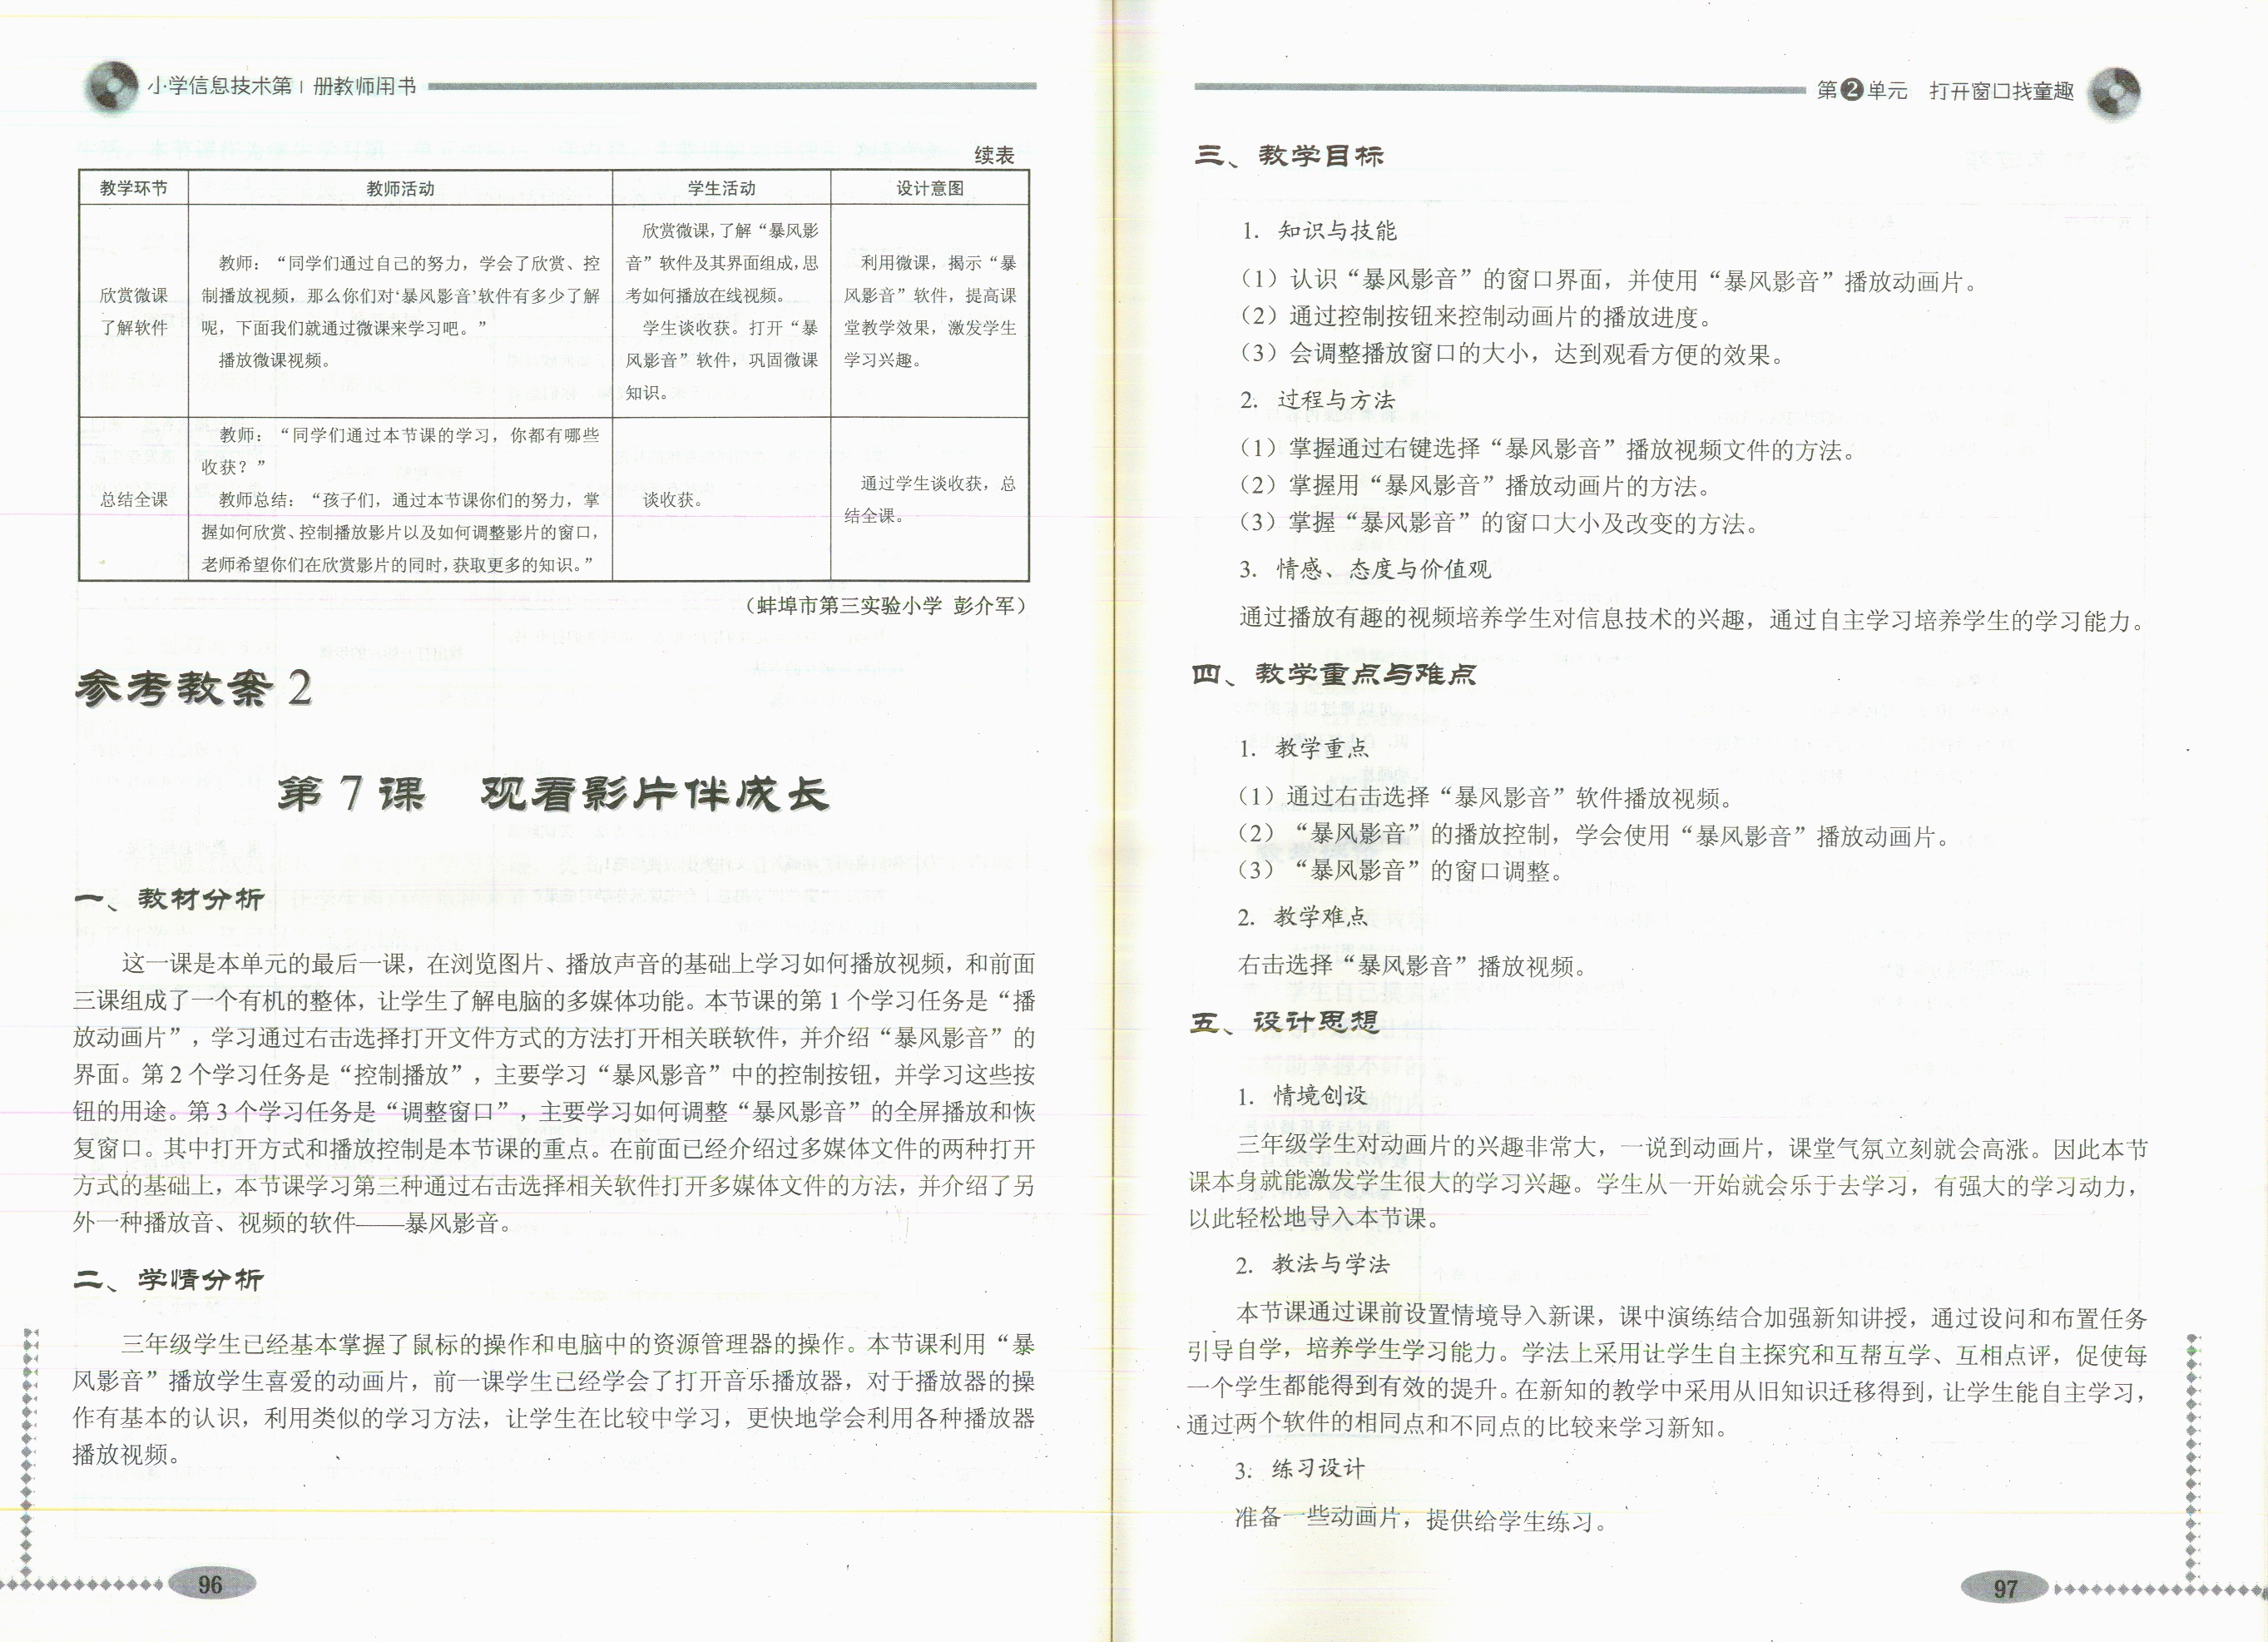 小学信息技术第1册教师用书
续表
教学环节 教师活动 学生活动 设计意图
欣赏微课
了解软件
教师：“同学们通过自己的努力，学会了欣赏、控
制播放视频，那么你们对‘暴风影音’软件有多少了解
呢，下面我们就通过微课来学习吧。”
播放微课视频。
欣赏微课，了解“暴风影
音”软件及其界面组成，思
考如何播放在线视频。
学生谈收获。打开“暴
风影音”软件，巩固微课
知识。
利用微课，揭示“暴
风影音”软件，提高课
堂教学效果，激发学生
学习兴趣。
总结全课
教师：“同学们通过本节课的学习，你都有哪些
收获？”
教师总结：“孩子们，通过本节课你们的努力，掌
握如何欣赏、控制播放影片以及如何调整影片的窗口，
老师希望你们在欣赏影片的同时，获取更多的知识。”
谈收获。
通过学生谈收获，总
结全课。
（蚌埠市第三实验小学 彭介军）
参考教案2
第7课 观看影片伴成长
一、教材分析
这一课是本单元的最后一课，在浏览图片、播放声音的基础上学习如何播放视频，和前面
三课组成了一个有机的整体，让学生了解电脑的多媒体功能。本节课的第1个学习任务是“播
放动画片”，学习通过右击选择打开文件方式的方法打开相关联软件，并介绍“暴风影音”的
界面。第2个学习任务是“控制播放”，主要学习“暴风影音”中的控制按钮，并学习这些按
钮的用途。第3个学习任务是“调整窗口”，主要学习如何调整“暴风影音”的全屏播放和恢
复窗口。其中打开方式和播放控制是本节课的重点。在前面已经介绍过多媒体文件的两种打开
方式的基础上，本节课学习第三种通过右击选择相关软件打开多媒体文件的方法，并介绍了另
外一种播放音、视频的软件——暴风影音。
二、学情分析
三年级学生已经基本掌握了鼠标的操作和电脑中的资源管理器的操作。本节课利用“暴
风影音”播放学生喜爱的动画片，前一课学生已经学会了打开音乐播放器，对于播放器的操
作有基本的认识，利用类似的学习方法，让学生在比较中学习，更快地学会利用各种播放器
播放视频。
96
第2单元 打开窗口找童趣
三、教学目标
1. 知识与技能
（1）认识“暴风影音”的窗口界面，并使用“暴风影音”播放动画片。
（2）通过控制按钮来控制动画片的播放进度。
（3）会调整播放窗口的大小，达到观看方便的效果。
2. 过程与方法
（1）掌握通过右键选择“暴风影音”播放视频文件的方法。
（2）掌握用“暴风影音”播放动画片的方法。
（3）掌握“暴风影音”的窗口大小及改变的方法。
3. 情感、态度与价值观
通过播放有趣的视频培养学生对信息技术的兴趣，通过自主学习培养学生的学习能力。
四、教学重点与难点
1. 教学重点
（1）通过右击选择“暴风影音”软件播放视频。
（2）“暴风影音”的播放控制，学会使用“暴风影音”播放动画片。
（3）“暴风影音”的窗口调整。
2. 教学难点
右击选择“暴风影音”播放视频。
五、设计思想
1. 情境创设
三年级学生对动画片的兴趣非常大，一说到动画片，课堂气氛立刻就会高涨。因此本节
课本身就能激发学生很大的学习兴趣。学生从一开始就会乐于去学习，有强大的学习动力，
以此轻松地导入本节课。
2. 教法与学法
本节课通过课前设置情境导入新课，课中演练结合加强新知讲授，通过设问和布置任务
引导自学，培养学生学习能力。学法上采用让学生自主探究和互帮互学、互相点评，促使每
一个学生都能得到有效的提升。在新知的教学中采用从旧知识迁移得到，让学生能自主学习，
通过两个软件的相同点和不同点的比较来学习新知。
3. 练习设计
准备一些动画片，提供给学生练习。
97